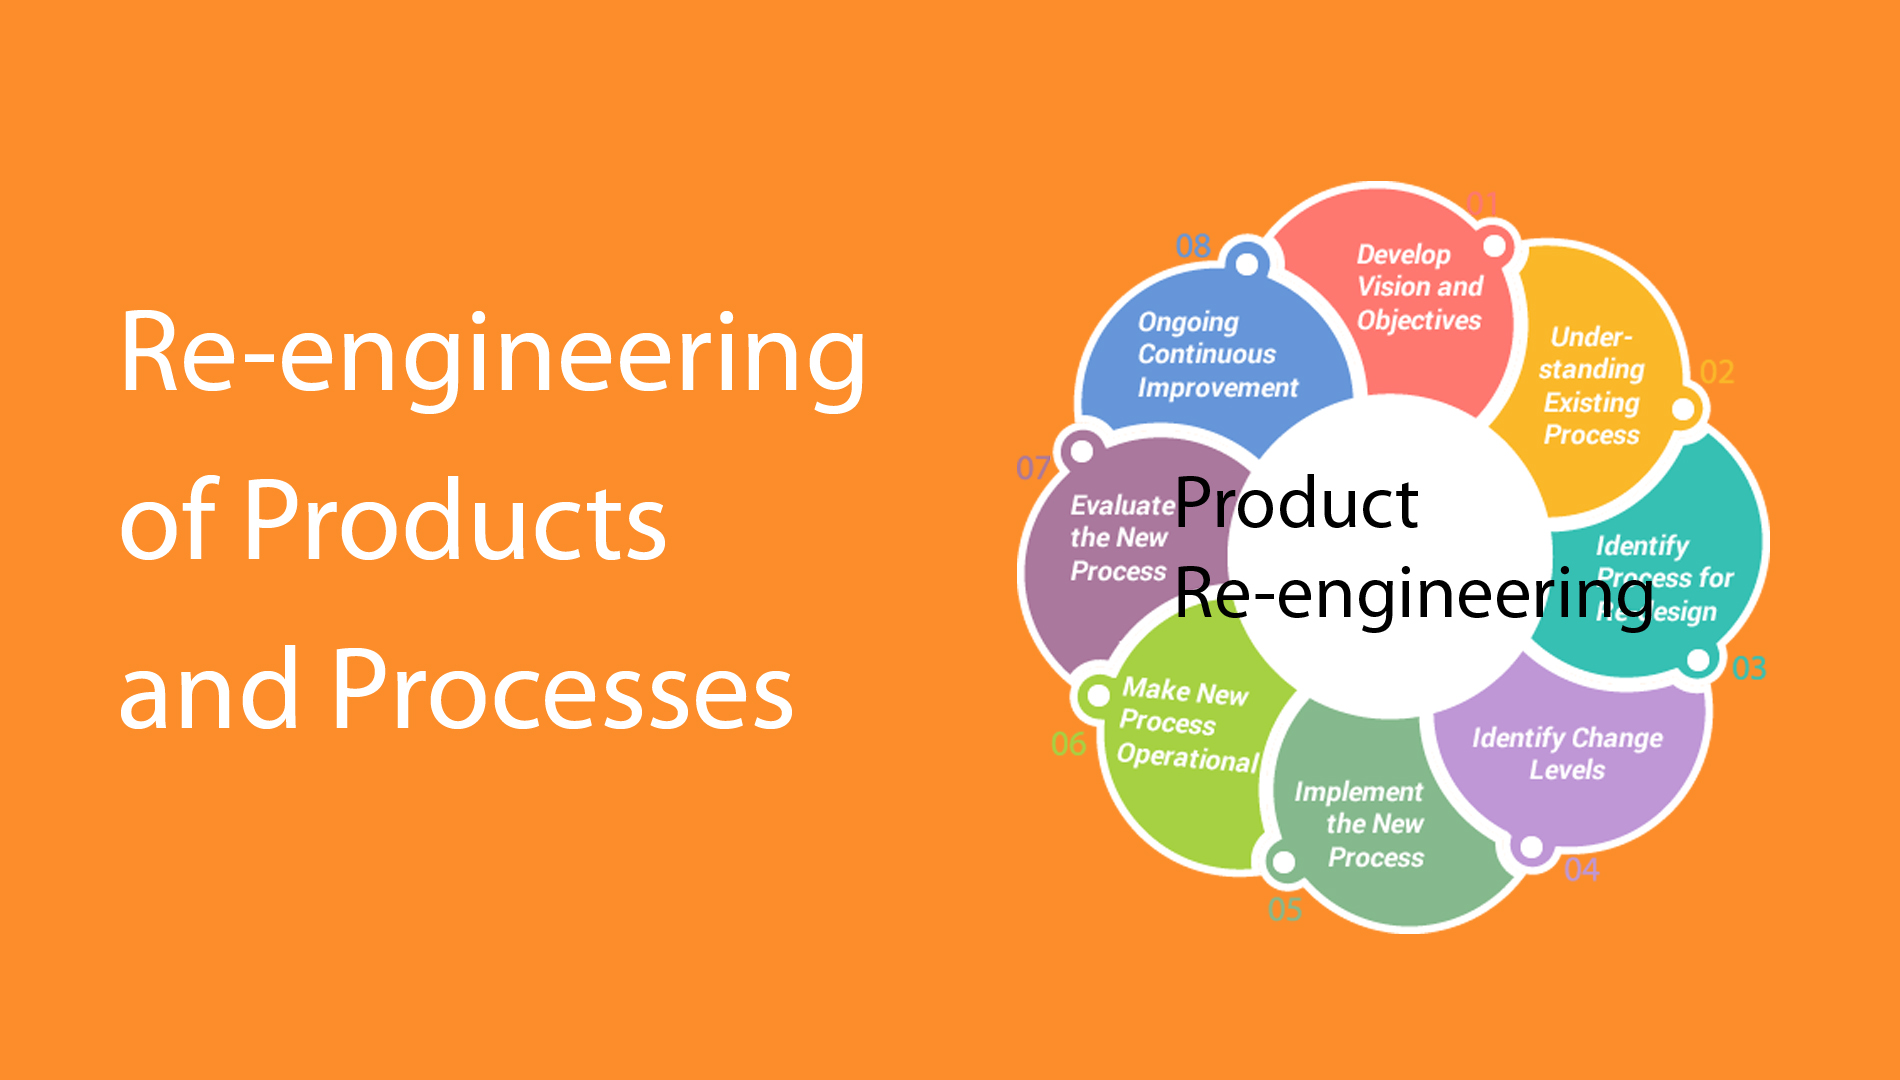 Re-engineering
of Products
and Processes
01
Develop
Vision and
Objectives
02
Under-
standing
Existing
Process
03
Identify
Process for
Re-design
04
Identify Change
Levels
05
Implement
the New
Process
06
Make New
Process
Operational
07
Evaluate
the New
Process
08
Ongoing
Continuous
Improvement
Product
Re-engineering